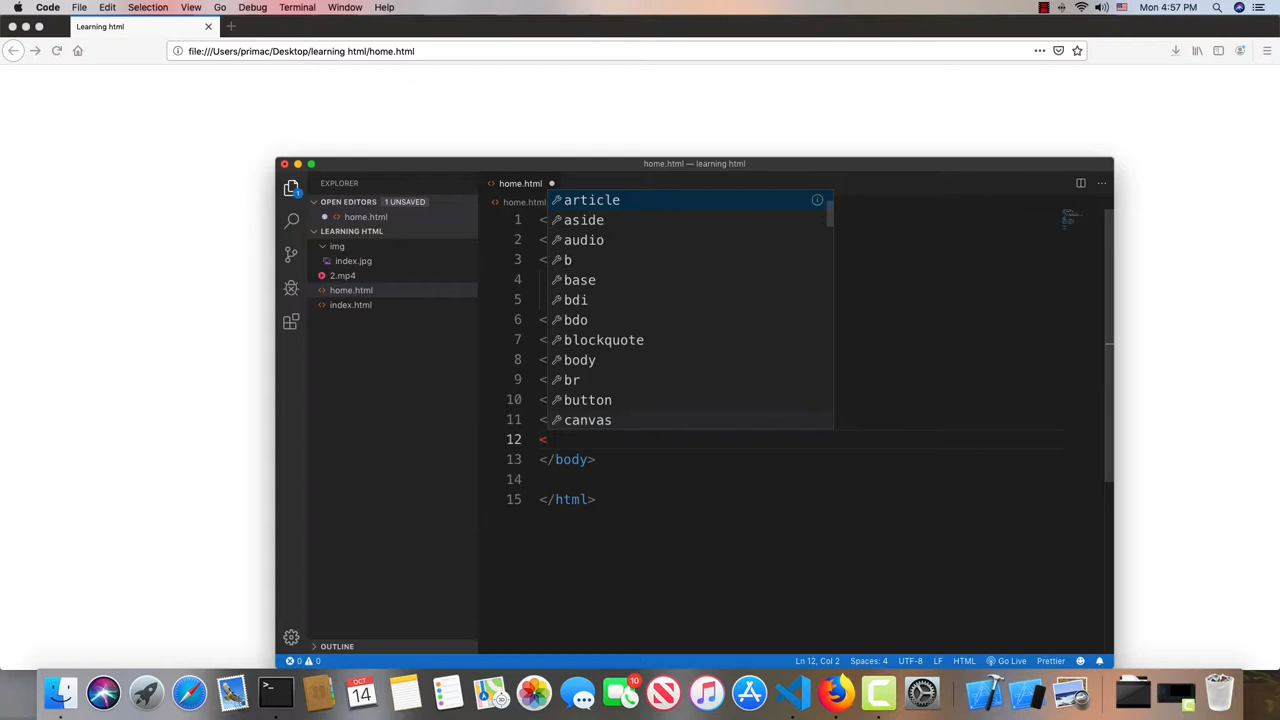 Code File Edit Selection View Go Debug Terminal Window Help Mon 4:57 PM
Learning html
file:///Users/primac/Desktop/learning html/home.html
home.html — learning html
EXPLORER
OPEN EDITORS 1 UNSAVED
home.html
LEARNING HTML
img
index.jpg
2.mp4
home.html
index.html
OUTLINE
1
home.html
home.html
article
aside
audio
b
base
bdi
bdo
blockquote
body
br
button
canvas
1 <
2 <
3 <
4
5
6 <
7 <
8 <
9 <
10 <
11 <
12 <
13 </body>
14
15 </html>
0 0 Ln 12, Col 2 Spaces: 4 UTF-8 LF HTML Go Live Prettier
OCT
14
10